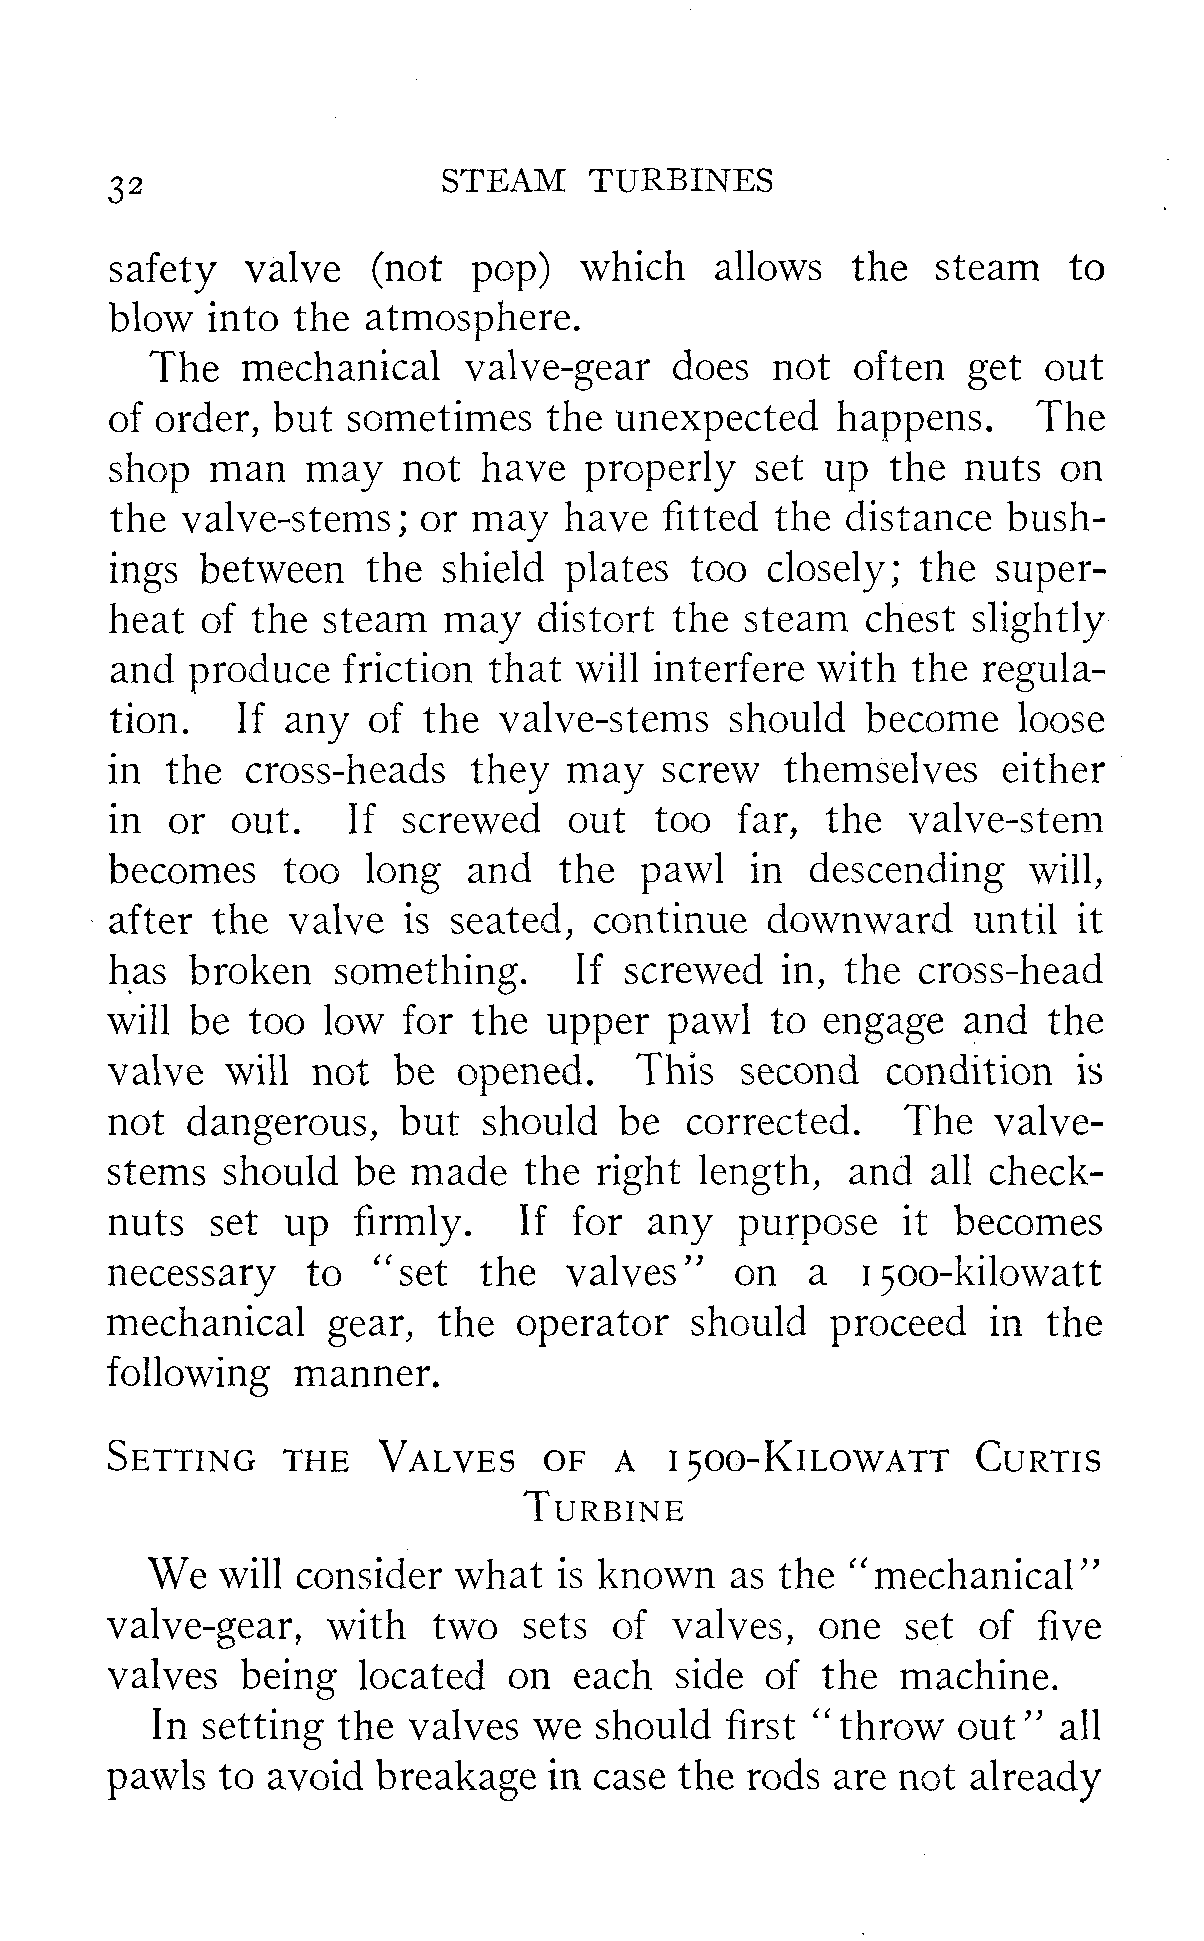 32 STEAM TURBINES
safety valve (not pop) which allows the steam to
blow into the atmosphere.
The mechanical valve-gear does not often get out
of order, but sometimes the unexpected happens. The
shop man may not have properly set up the nuts on
the valve-stems; or may have fitted the distance bush-
ings between the shield plates too closely; the super-
heat of the steam may distort the steam chest slightly
and produce friction that will interfere with the regula-
tion. If any of the valve-stems should become loose
in the cross-heads they may screw themselves either
in or out. If screwed out too far, the valve-stem
becomes too long and the pawl in descending will,
after the valve is seated, continue downward until it
has broken something. If screwed in, the cross-head
will be too low for the upper pawl to engage and the
valve will not be opened. This second condition is
not dangerous, but should be corrected. The valve-
stems should be made the right length, and all check-
nuts set up firmly. If for any purpose it becomes
necessary to "set the valves" on a 1500-kilowatt
mechanical gear, the operator should proceed in the
following manner.
SETTING THE VALVES OF A 1500-KILOWATT CURTIS
TURBINE
We will consider what is known as the "mechanical"
valve-gear, with two sets of valves, one set of five
valves being located on each side of the machine.
In setting the valves we should first "throw out" all
pawls to avoid breakage in case the rods are not already